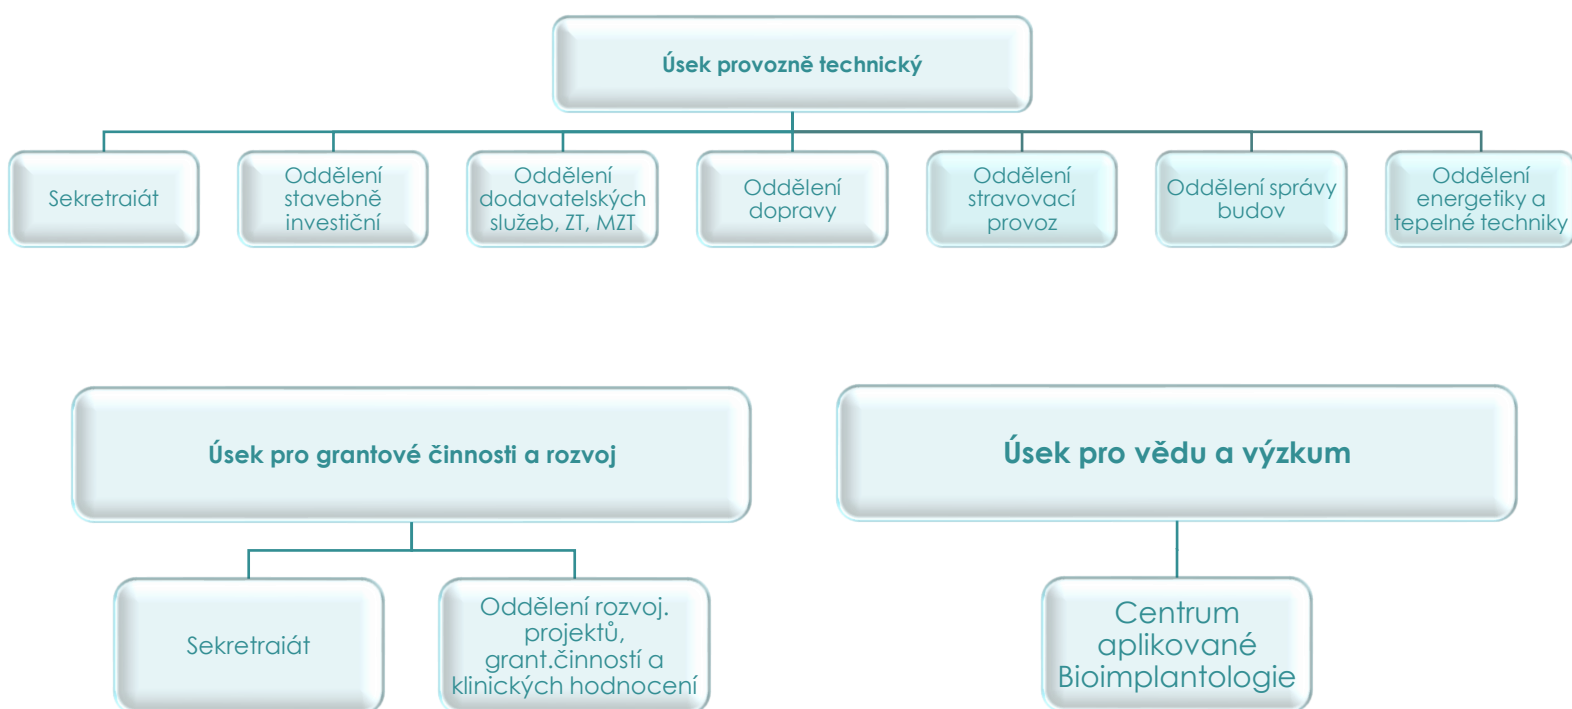 Úsek provozně technický
Sekretraiát
Oddělení
stavebně
investiční
Oddělení
dodavatelských
služeb, ZT, MZT
Oddělení
dopravy
Oddělení
stravovací
provoz
Oddělení správy
budov
Oddělení
energetiky a
tepelné techniky
Úsek pro grantové činnosti a rozvoj
Sekretraiát
Oddělení rozvoj.
projektů,
grant.činností a
klinických hodnocení
Úsek pro vědu a výzkum
Centrum
aplikované
Bioimplantologie